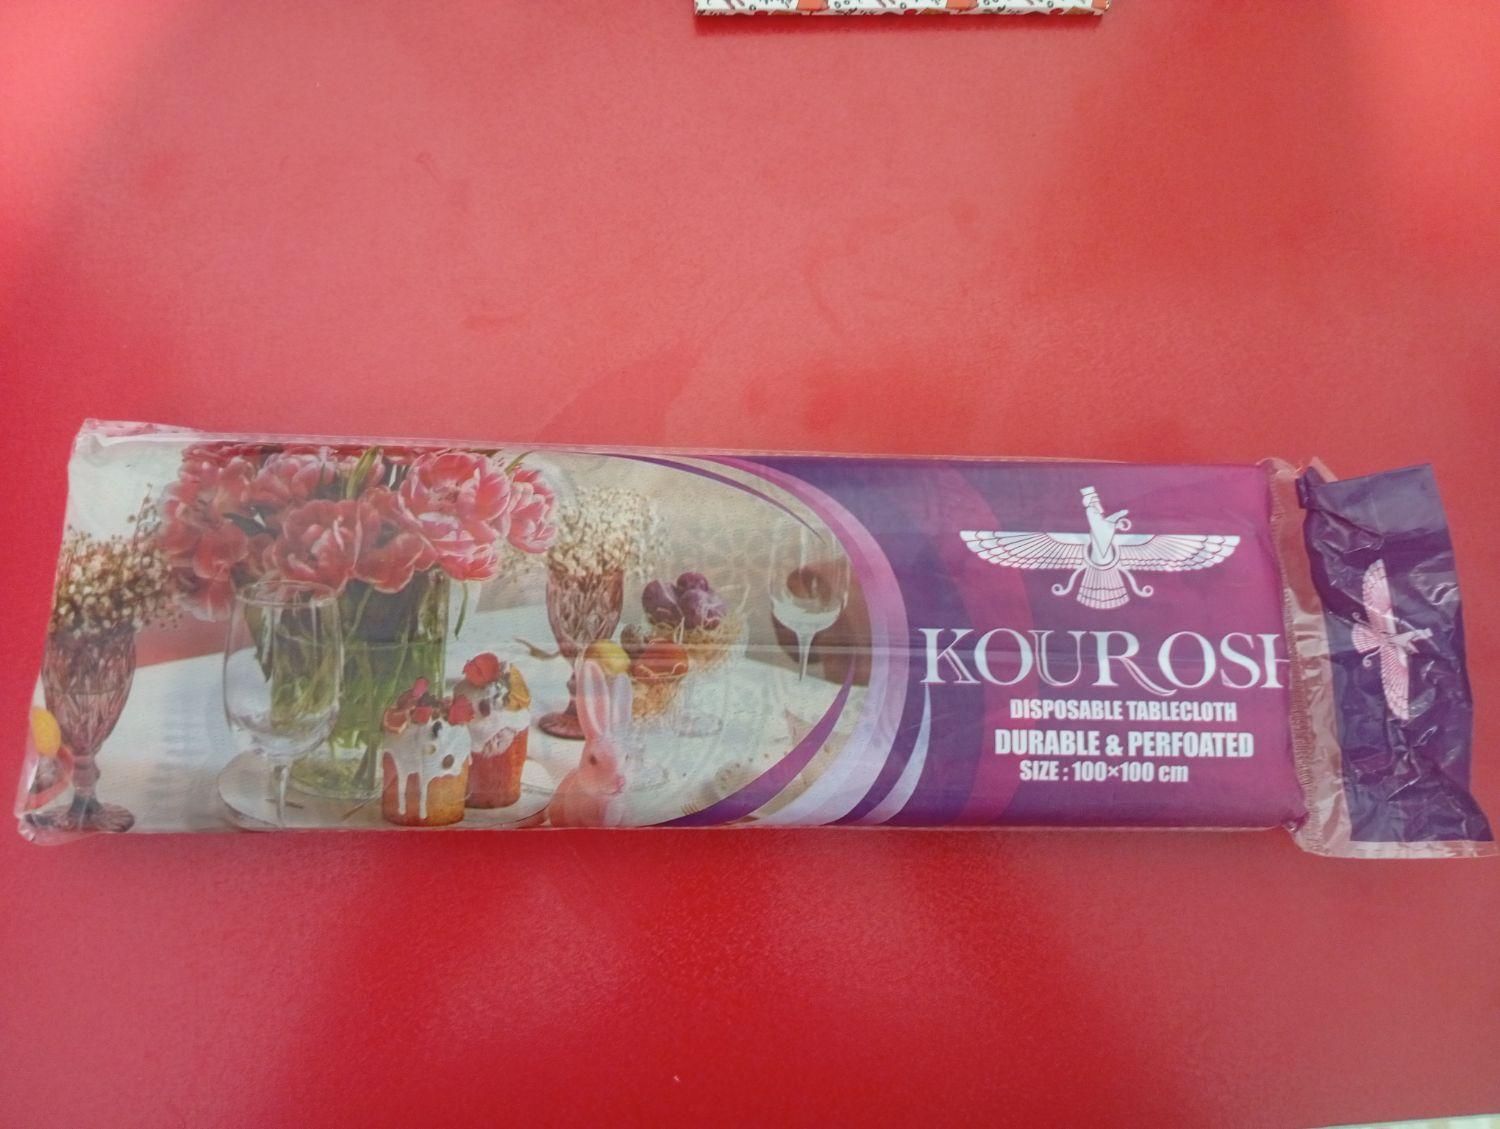 KOUROSH
DISPOSABLE TABLECLOTH
DURABLE & PERFOATED
SIZE : 100×100 cm